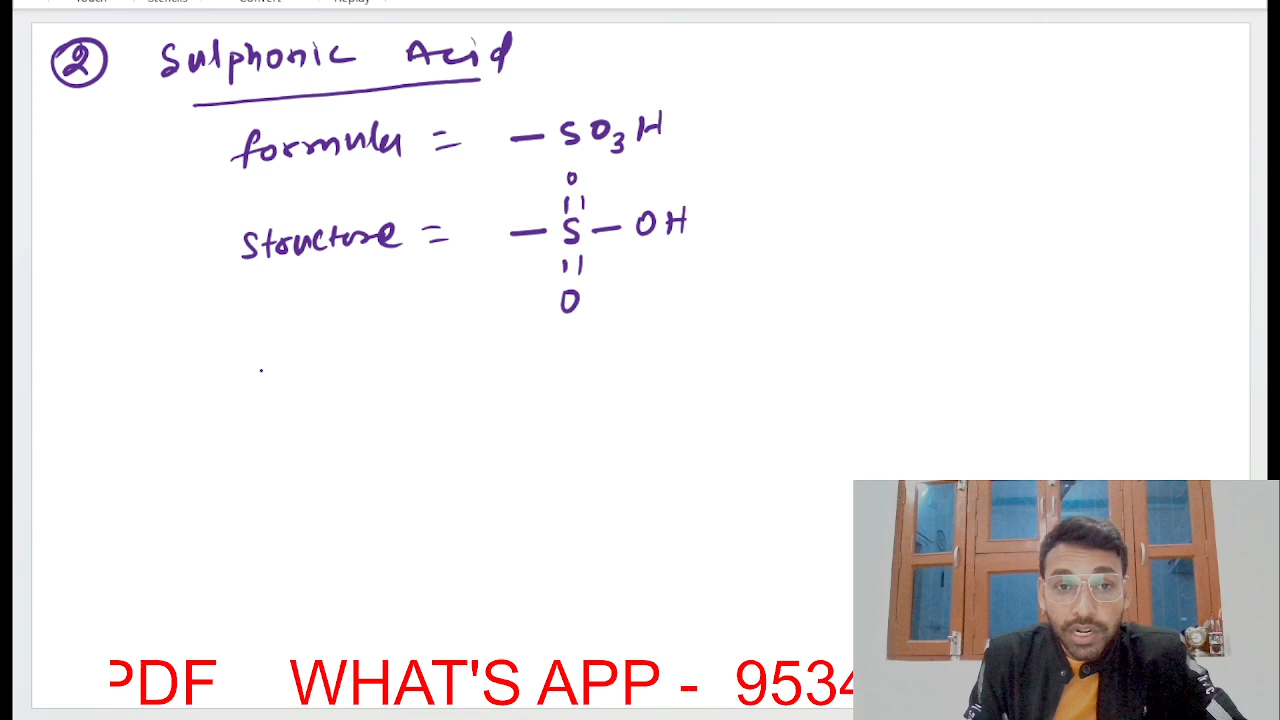 ② Sulphonic Acid
formula = — SO₃H
O
||
structure = — S — OH
||
O
PDF WHAT'S APP - 9534